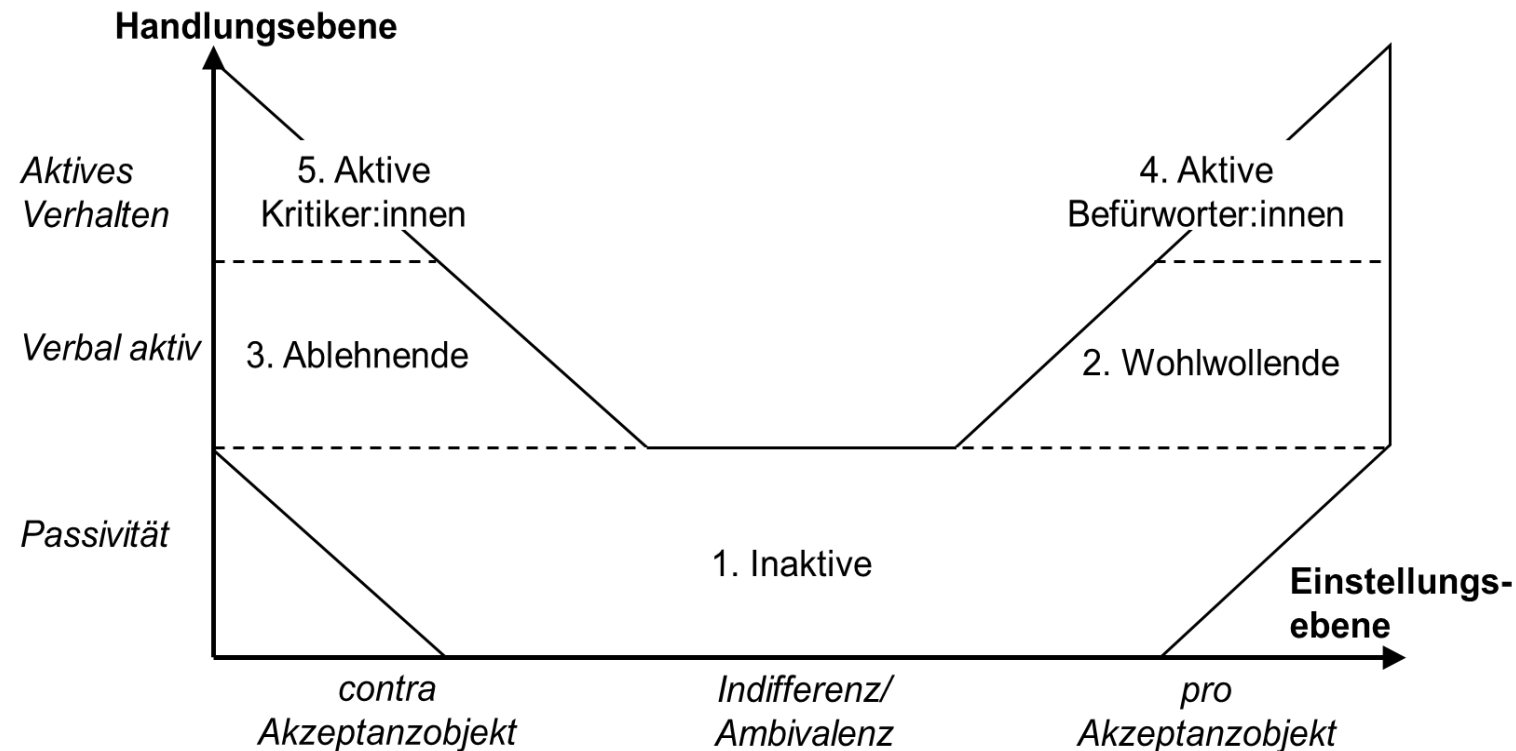 Handlungsebene
Aktives
Verhalten
5. Aktive
Kritiker:innen
4. Aktive
Befürworter:innen
Verbal aktiv
3. Ablehnende
2. Wohlwollende
Passivität
1. Inaktive
Einstellungs-
ebene
contra
Akzeptanzobjekt
Indifferenz/
Ambivalenz
pro
Akzeptanzobjekt